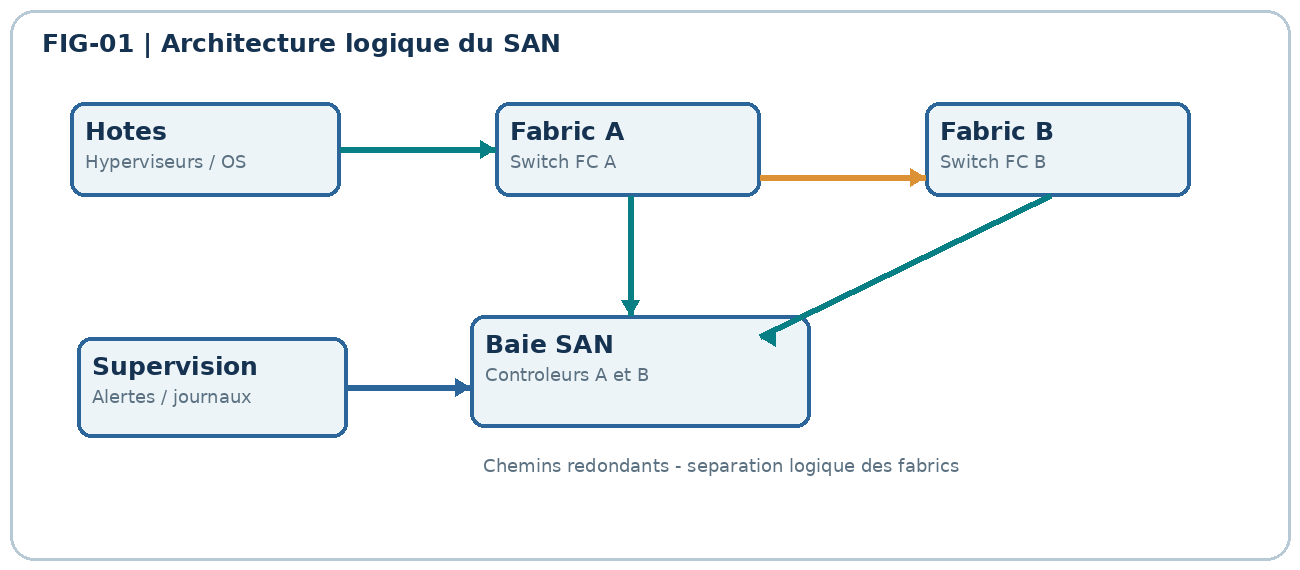 FIG-01 | Architecture logique du SAN
Hotes
Hyperviseurs / OS
Fabric A
Switch FC A
Fabric B
Switch FC B
Supervision
Alertes / journaux
Baie SAN
Controleurs A et B
Chemins redondants - separation logique des fabrics